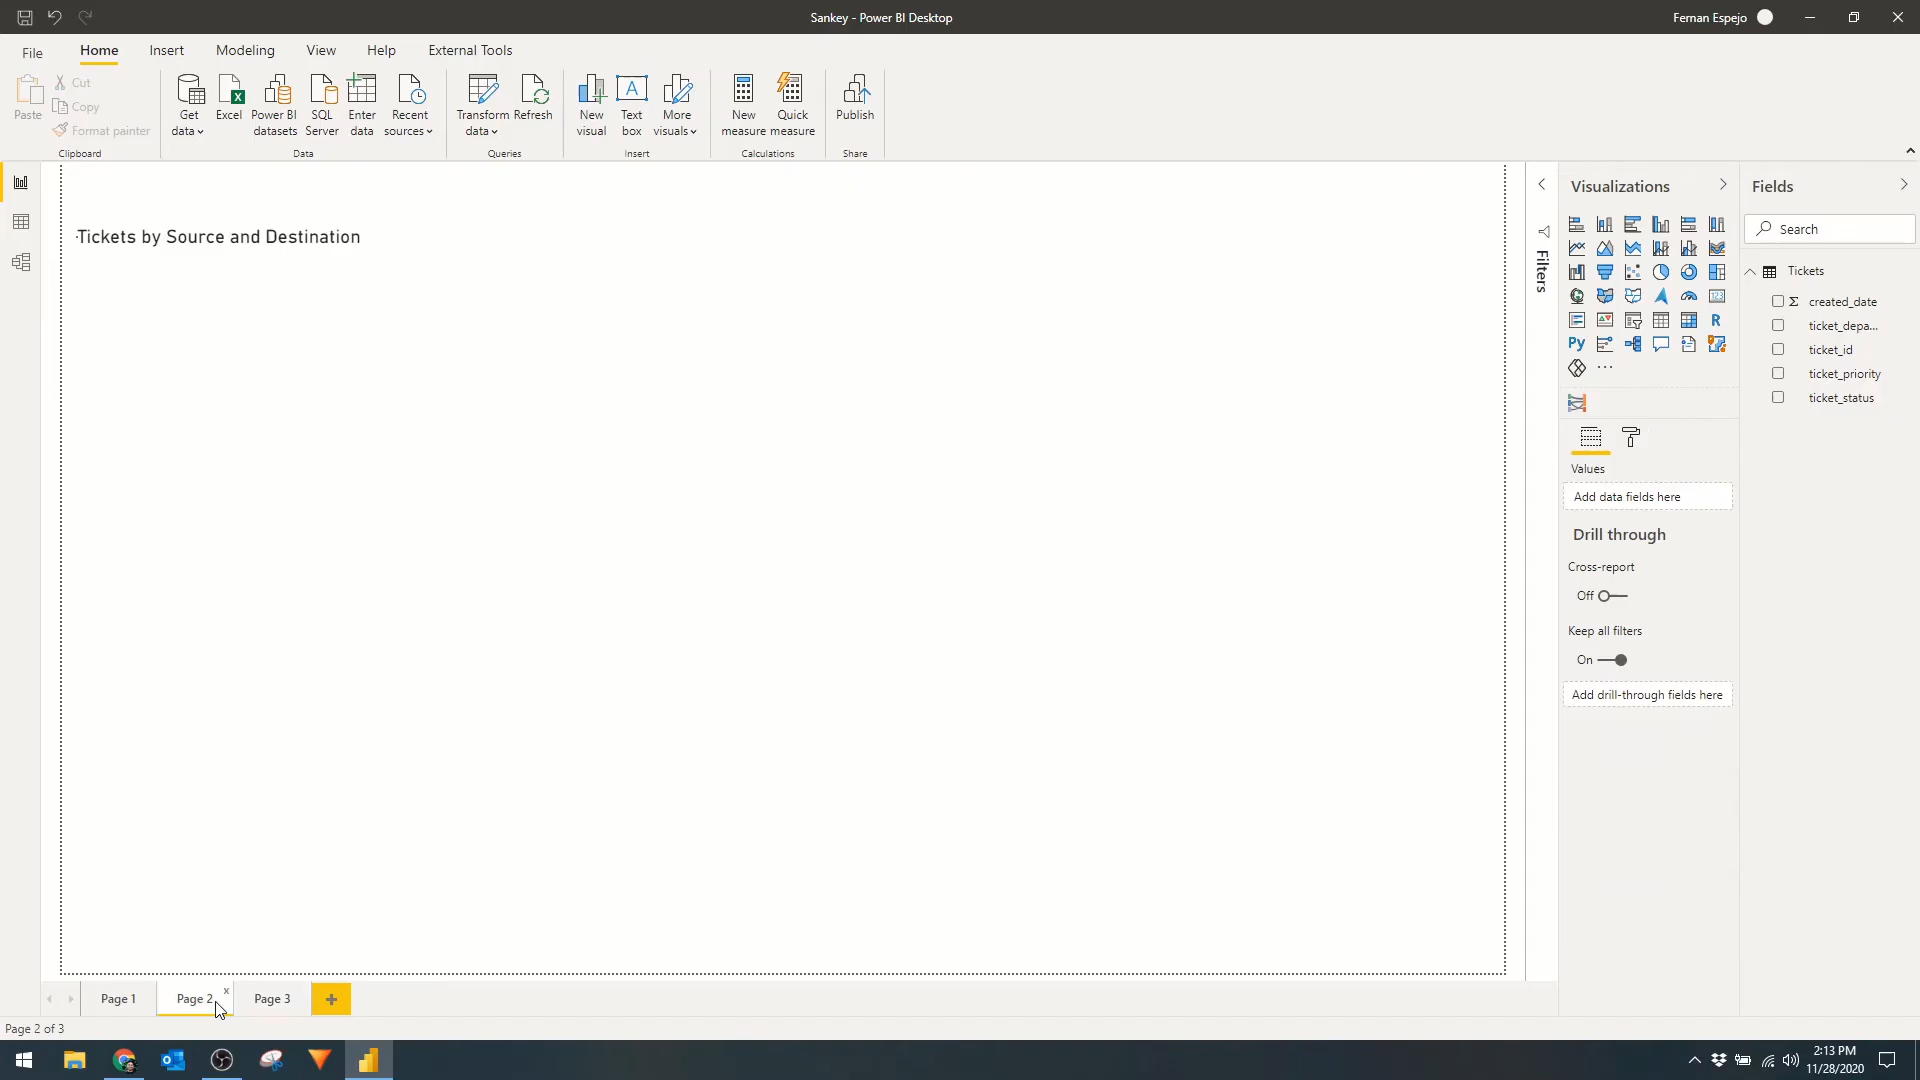 Sankey - Power BI Desktop
Fernan Espejo
File
Home
Insert
Modeling
View
Help
External Tools
Paste
Cut
Copy
Format painter
Clipboard
Get data
Excel
Power BI datasets
SQL Server
Enter data
Recent sources
Data
Transform data
Refresh
Queries
New visual
Text box
More visuals
Insert
New measure
Quick measure
Calculations
Publish
Share
Tickets by Source and Destination
Filters
Visualizations
123
R
Py
...
Values
Add data fields here
Drill through
Cross-report
Off
Keep all filters
On
Add drill-through fields here
Fields
Search
Tickets
Σ created_date
ticket_depa...
ticket_id
ticket_priority
ticket_status
Page 1
Page 2
x
Page 3
+
Page 2 of 3
2:13 PM
11/28/2020